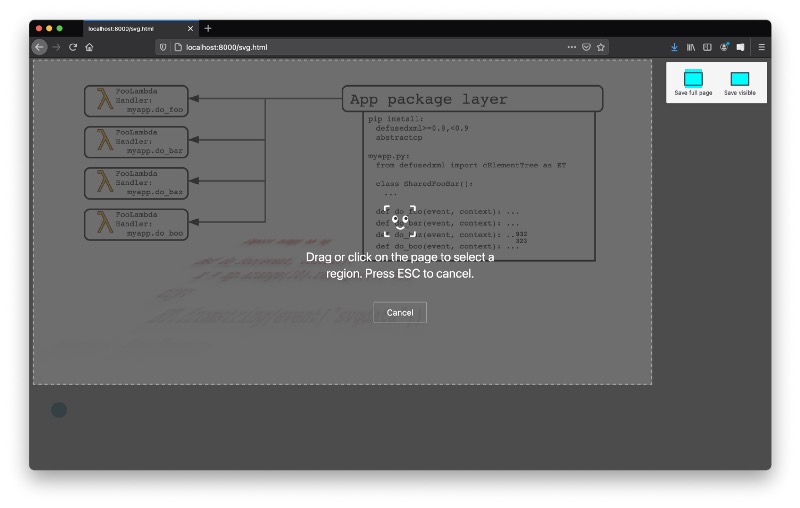 localhost:8000/svg.html
localhost:8000/svg.html
Save full page
Save visible
FooLambda
Handler:
myapp.do_foo
FooLambda
Handler:
myapp.do_bar
FooLambda
Handler:
myapp.do_baz
FooLambda
Handler:
myapp.do_boo
App package layer
pip install:
defusedxml>=0.8,<0.9
abstractcp
myapp.py:
from defusedxml import cElementTree as ET
class SharedFooBar():
...
def do_foo(event, context): ...
def do_bar(event, context): ...
def do_baz(event, context): ...
def do_boo(event, context): ...
932
323
Drag or click on the page to select a
region. Press ESC to cancel.
Cancel